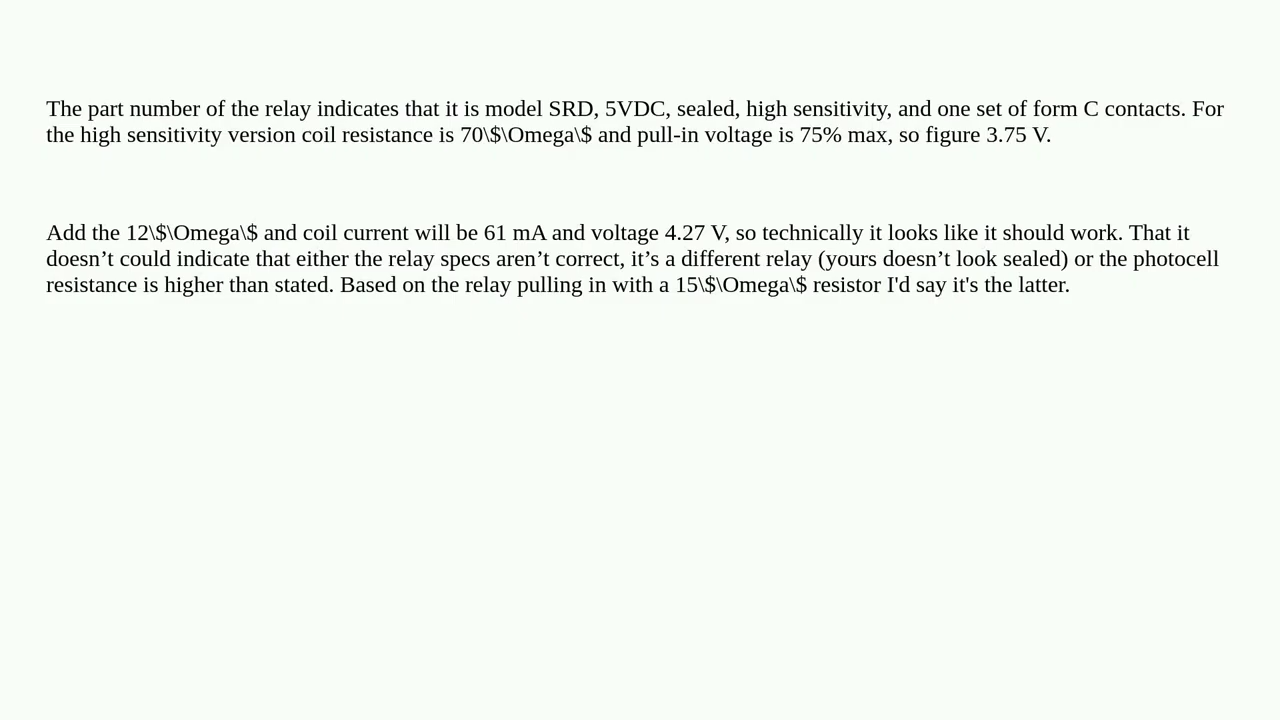 The part number of the relay indicates that it is model SRD, 5VDC, sealed, high sensitivity, and one set of form C contacts. For
the high sensitivity version coil resistance is 70\$\Omega\$ and pull-in voltage is 75% max, so figure 3.75 V.
Add the 12\$\Omega\$ and coil current will be 61 mA and voltage 4.27 V, so technically it looks like it should work. That it
doesn’t could indicate that either the relay specs aren’t correct, it’s a different relay (yours doesn’t look sealed) or the photocell
resistance is higher than stated. Based on the relay pulling in with a 15\$\Omega\$ resistor I'd say it's the latter.